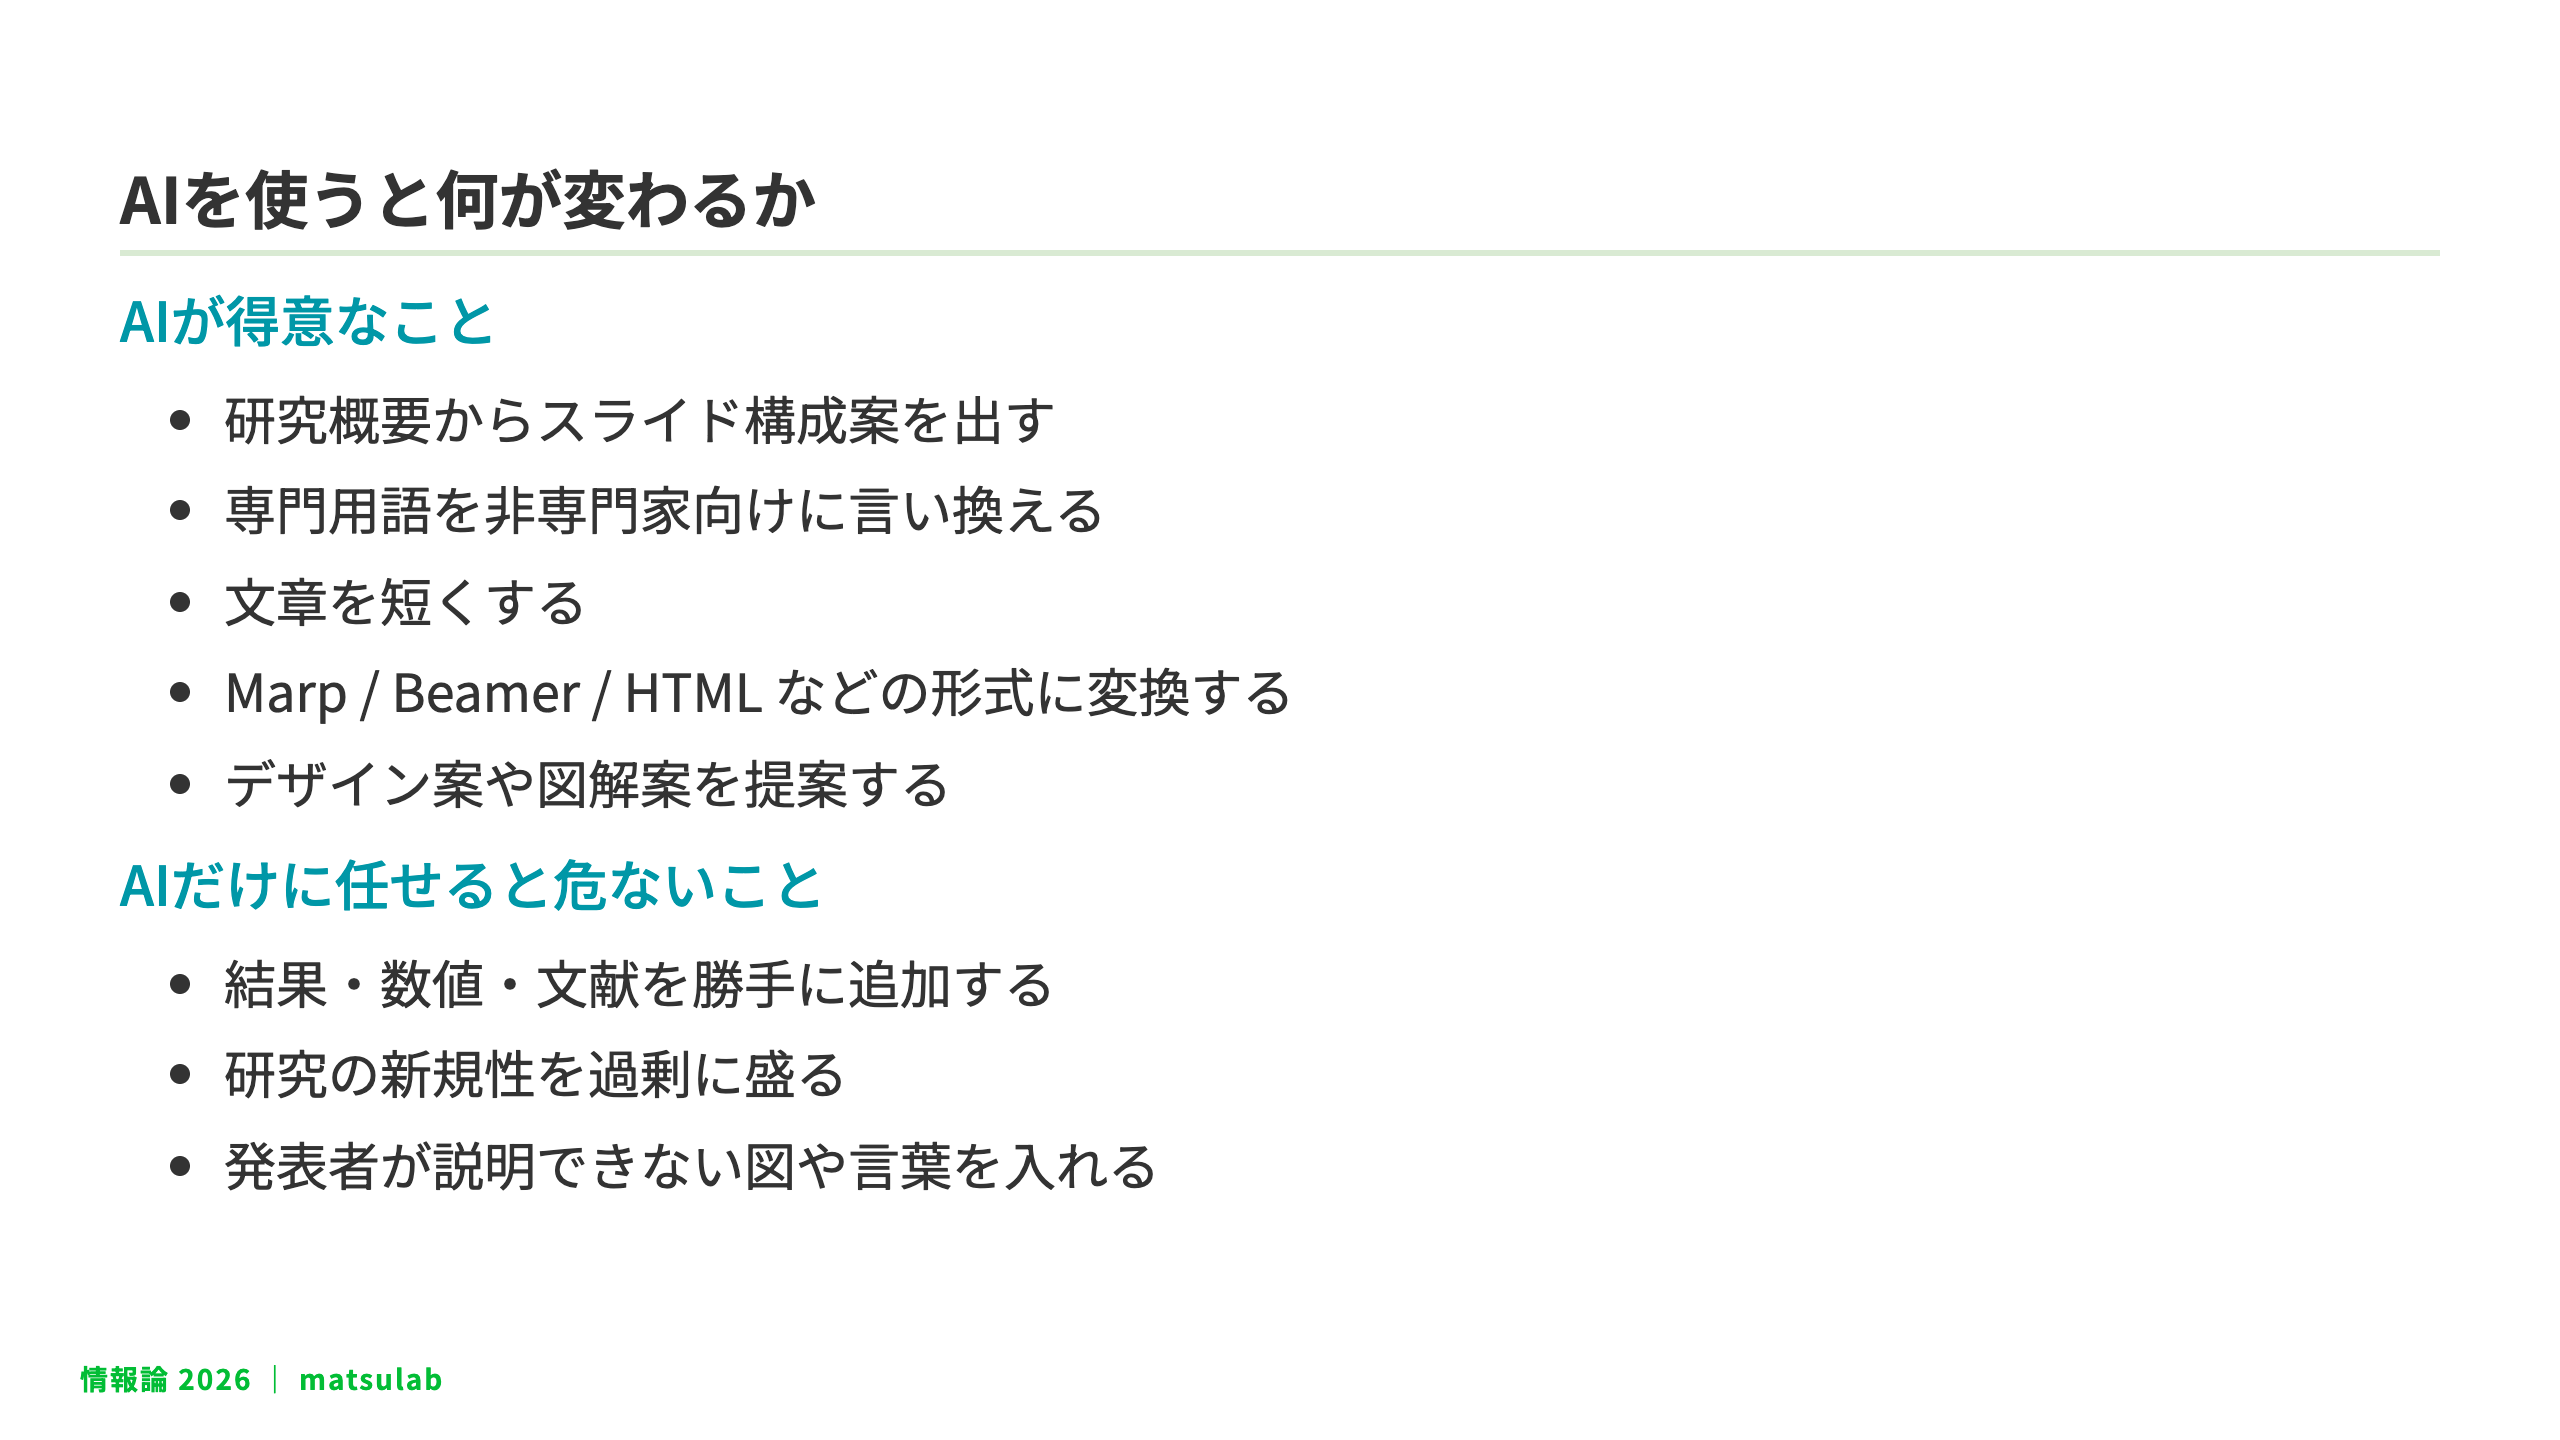 AIを使うと何が変わるか
AIが得意なこと
• 研究概要からスライド構成案を出す
• 専門用語を非専門家向けに言い換える
• 文章を短くする
• Marp / Beamer / HTML などの形式に変換する
• デザイン案や図解案を提案する
AIだけに任せると危ないこと
• 結果・数値・文献を勝手に追加する
• 研究の新規性を過剰に盛る
• 発表者が説明できない図や言葉を入れる
情報論 2026 ｜ matsulab